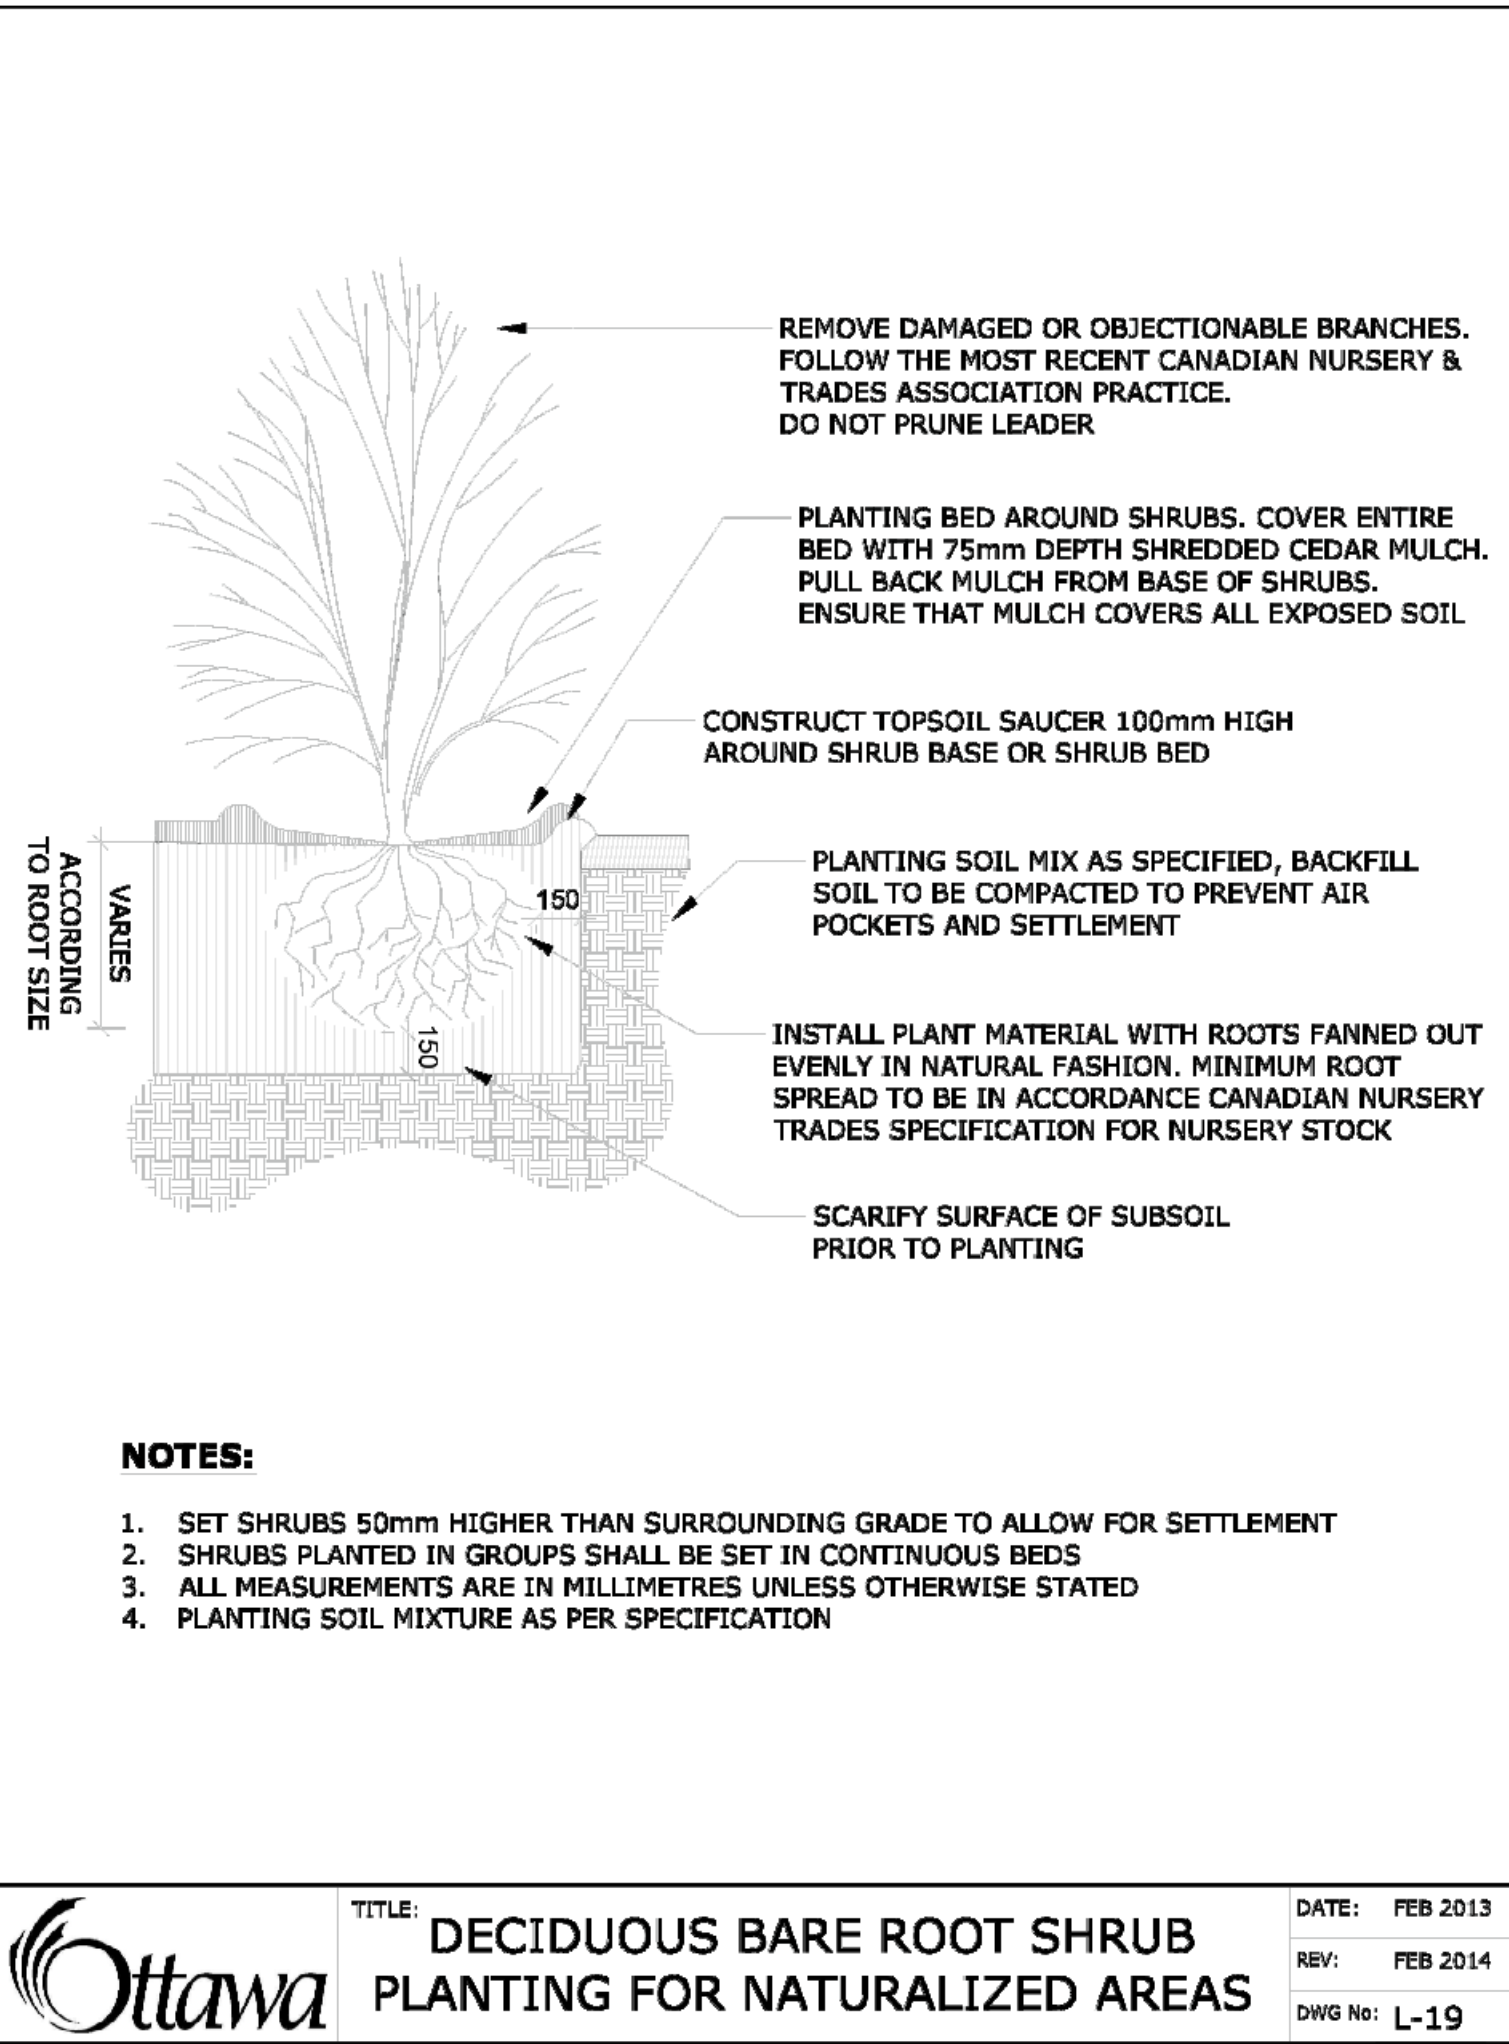 REMOVE DAMAGED OR OBJECTIONABLE BRANCHES.
FOLLOW THE MOST RECENT CANADIAN NURSERY &
TRADES ASSOCIATION PRACTICE.
DO NOT PRUNE LEADER
PLANTING BED AROUND SHRUBS. COVER ENTIRE
BED WITH 75mm DEPTH SHREDDED CEDAR MULCH.
PULL BACK MULCH FROM BASE OF SHRUBS.
ENSURE THAT MULCH COVERS ALL EXPOSED SOIL
CONSTRUCT TOPSOIL SAUCER 100mm HIGH
AROUND SHRUB BASE OR SHRUB BED
PLANTING SOIL MIX AS SPECIFIED, BACKFILL
SOIL TO BE COMPACTED TO PREVENT AIR
POCKETS AND SETTLEMENT
VARIES
ACCORDING
TO ROOT SIZE
150
150
INSTALL PLANT MATERIAL WITH ROOTS FANNED OUT
EVENLY IN NATURAL FASHION. MINIMUM ROOT
SPREAD TO BE IN ACCORDANCE CANADIAN NURSERY
TRADES SPECIFICATION FOR NURSERY STOCK
SCARIFY SURFACE OF SUBSOIL
PRIOR TO PLANTING
NOTES:
1. SET SHRUBS 50mm HIGHER THAN SURROUNDING GRADE TO ALLOW FOR SETTLEMENT
2. SHRUBS PLANTED IN GROUPS SHALL BE SET IN CONTINUOUS BEDS
3. ALL MEASUREMENTS ARE IN MILLIMETRES UNLESS OTHERWISE STATED
4. PLANTING SOIL MIXTURE AS PER SPECIFICATION
Ottawa
TITLE:
DECIDUOUS BARE ROOT SHRUB
PLANTING FOR NATURALIZED AREAS
DATE: FEB 2013
REV: FEB 2014
DWG No: L-19